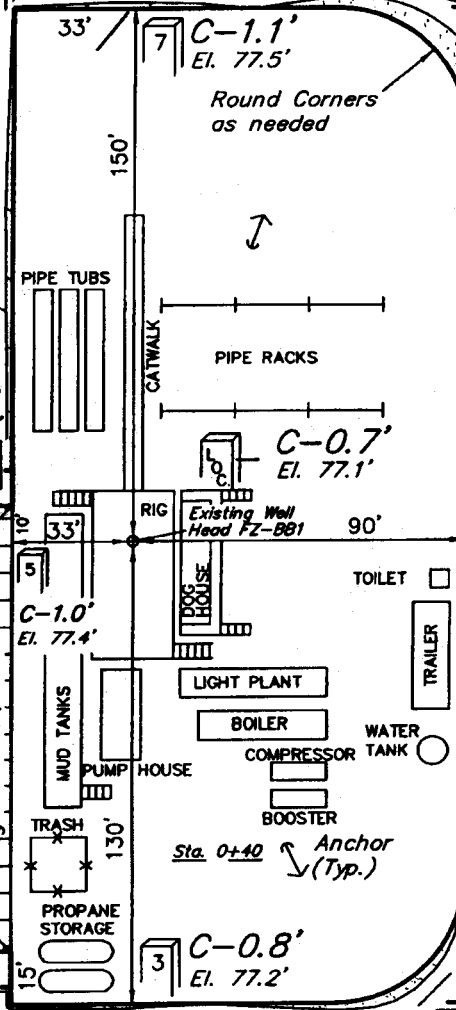 33'
7
C-1.1'
El. 77.5'
Round Corners
as needed
150'
PIPE TUBS
CATWALK
PIPE RACKS
L
O
C.
C-0.7'
El. 77.1'
RIG
Existing Well
Head FZ-BB1
10'
33'
90'
5
C-1.0'
El. 77.4'
DOG
HOUSE
TOILET
TRAILER
LIGHT PLANT
BOILER
MUD TANKS
PUMP HOUSE
COMPRESSOR
WATER
TANK
BOOSTER
TRASH
130'
Sta. 0+40
Anchor
(Typ.)
PROPANE
STORAGE
15'
3
C-0.8'
El. 77.2'